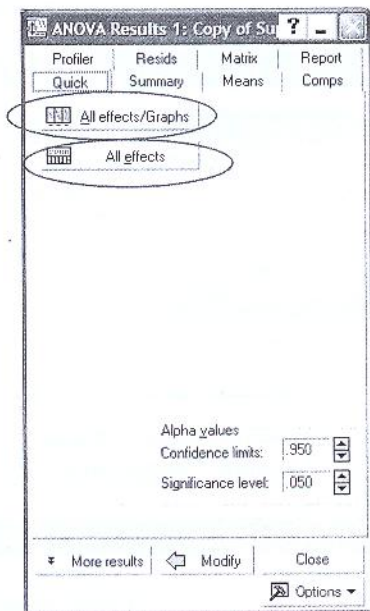 ANOVA Results 1: Copy of Su ? -
Profiler Resids Matrix Report
Quick Summary Means Comps
All effects/Graphs
All effects
Alpha values
Confidence limits: .950
Significance level: .050
More results Modify Close
Options